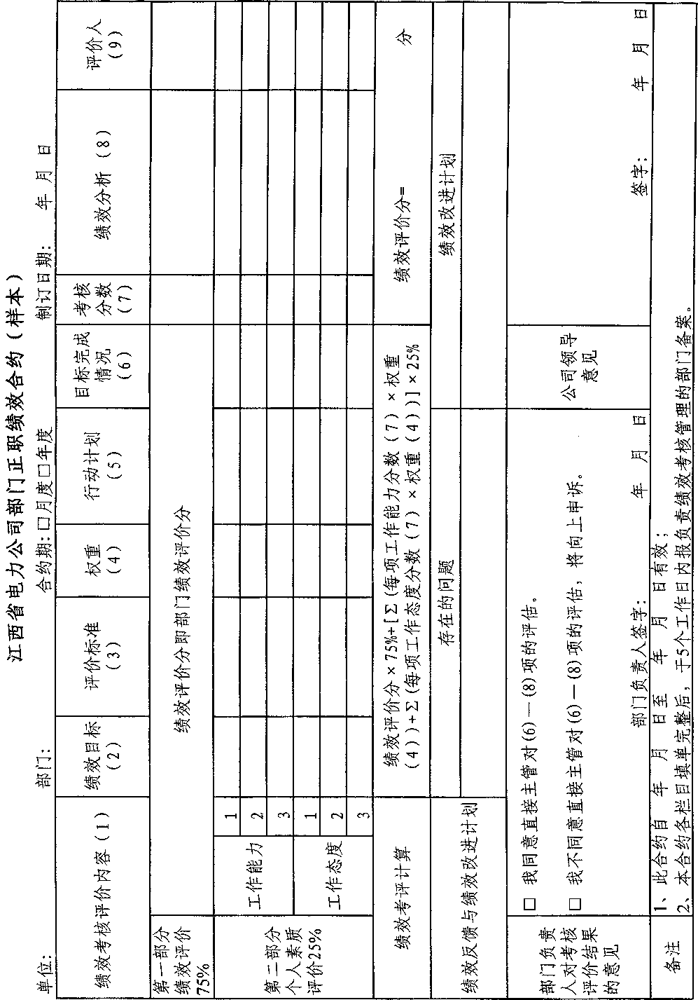 江西省电力公司部门正职绩效合约(样本)
单位: 部门: 合约期:□月度□年度 制订日期: 年 月 日
绩效考核评价内容(1)
绩效目标
(2)
评价标准
(3)
权重
(4)
行动计划
(5)
目标完成
情况
(6)
考核
分数
(7)
绩效分析(8)
评价人
(9)
第一部分
绩效评价
75%
绩效评价分即部门绩效评价分
第二部分
个人素质
评价25%
工作能力
1
2
3
工作态度
1
2
3
绩效考评计算
绩效评价分×75%+[∑(每项工作能力分数(7)×权重
(4))+∑(每项工作态度分数(7)×权重(4))]×25%
绩效评价分= 分
绩效反馈与绩效改进计划
存在的问题
绩效改进计划
部门负责
人对考核
评价结果
的意见
□ 我同意直接主管对(6)—(8)项的评估。
□ 我不同意直接主管对(6)—(8)项的评估,将向上申诉。
部门负责人签字: 年 月 日
公司领导
意见
签字: 年 月 日
备注
1、此合约自 年 月 日至 年 月 日有效;
2、本合约各栏目填单完整后,于5个工作日内报负责绩效考核管理的部门备案。